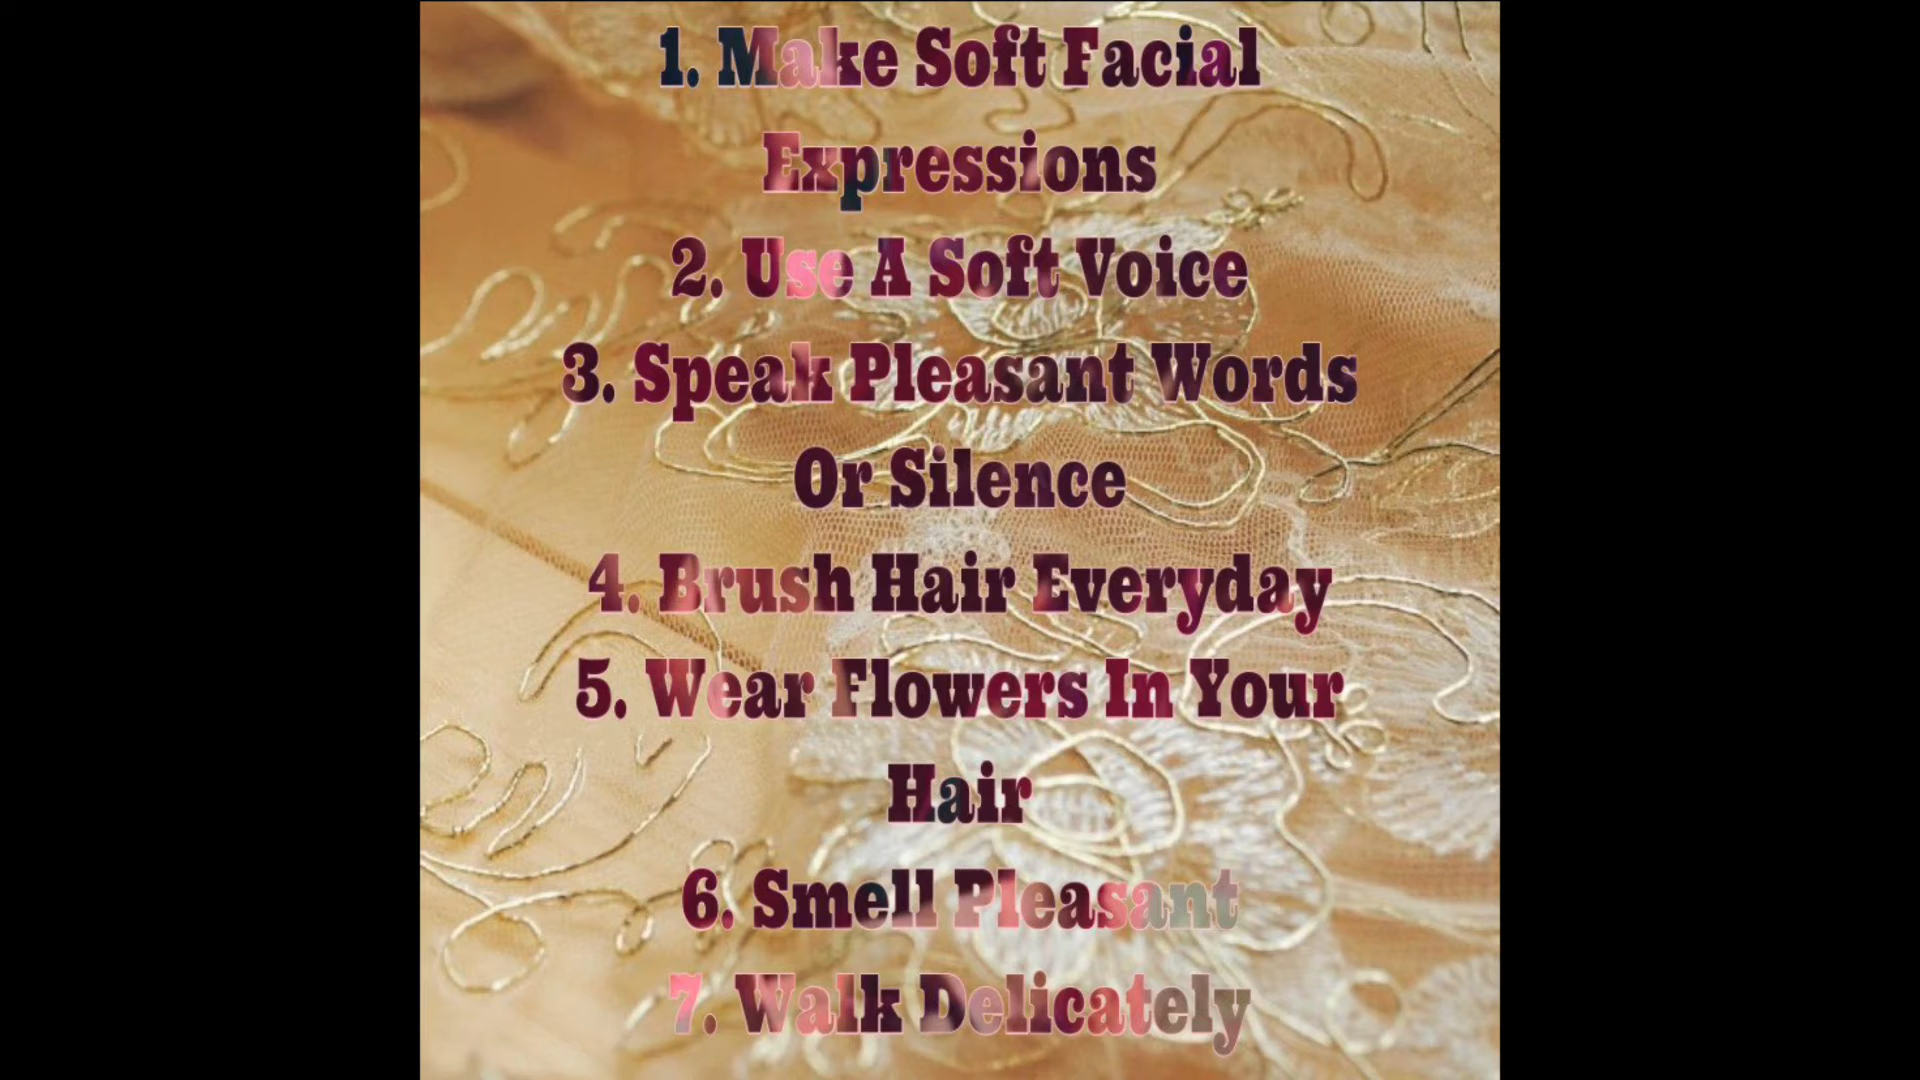 1. Make Soft Facial
Expressions
2. Use A Soft Voice
3. Speak Pleasant Words
Or Silence
4. Brush Hair Everyday
5. Wear Flowers In Your
Hair
6. Smell Pleasant
7. Walk Delicately